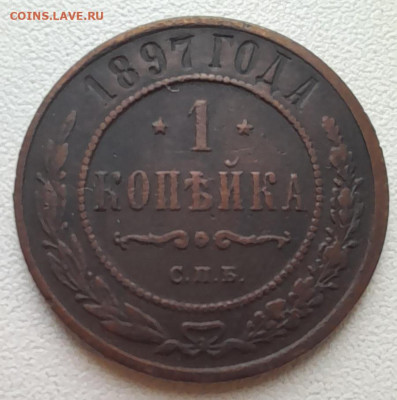 COINS.LAVE.RU
1897 ГОДА
1
КОПѢЙКА
С.П.Б.